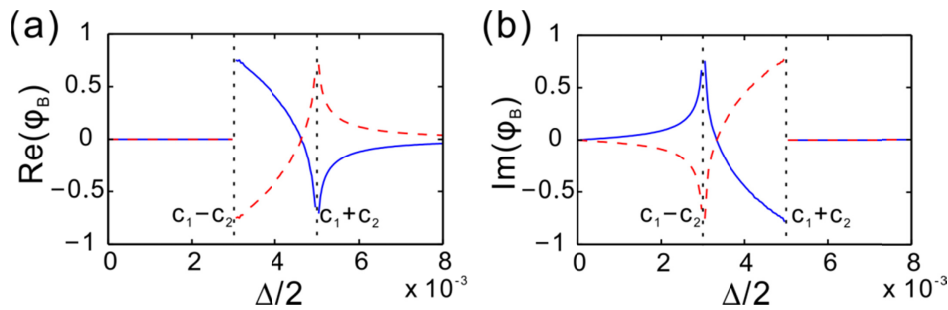 (a)
Re(φ_B)
1
0.5
0
−0.5
−1
c₁−c₂
c₁+c₂
0 2 4 6 8
Δ/2
x 10⁻³
(b)
Im(φ_B)
1
0.5
0
−0.5
−1
c₁−c₂
c₁+c₂
0 2 4 6 8
Δ/2
x 10⁻³